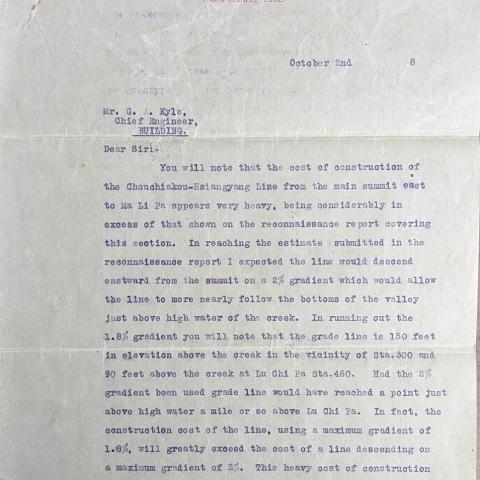 October 2nd 8
Mr. C. A. Kyle,
Chief Engineer,
BUILDING.
Dear Sir:-
You will note that the cost of construction of
the Chouchiakou-Hsiangyang Line from the main summit east
to Ma Li Pa appears very heavy, being considerably in
excess of that shown on the reconnaissance report covering
this section. In reaching the estimate submitted in the
reconnaissance report I expected the line would descend
eastward from the summit on a 2% gradient which would allow
the line to more nearly follow the bottoms of the valley
just above high water of the creek. In running out the
1.8% gradient you will note that the grade line is 150 feet
in elevation above the creek in the vicinity of Sta.300 and
90 feet above the creek at Lu Chi Pa Sta.460. Had the 2%
gradient been used grade line would have reached a point just
above high water a mile or so above Lu Chi Pa. In fact, the
construction cost of the line, using a maximum gradient of
1.8%, will greatly exceed the cost of a line descending on
a maximum gradient of 2%. This heavy cost of construction